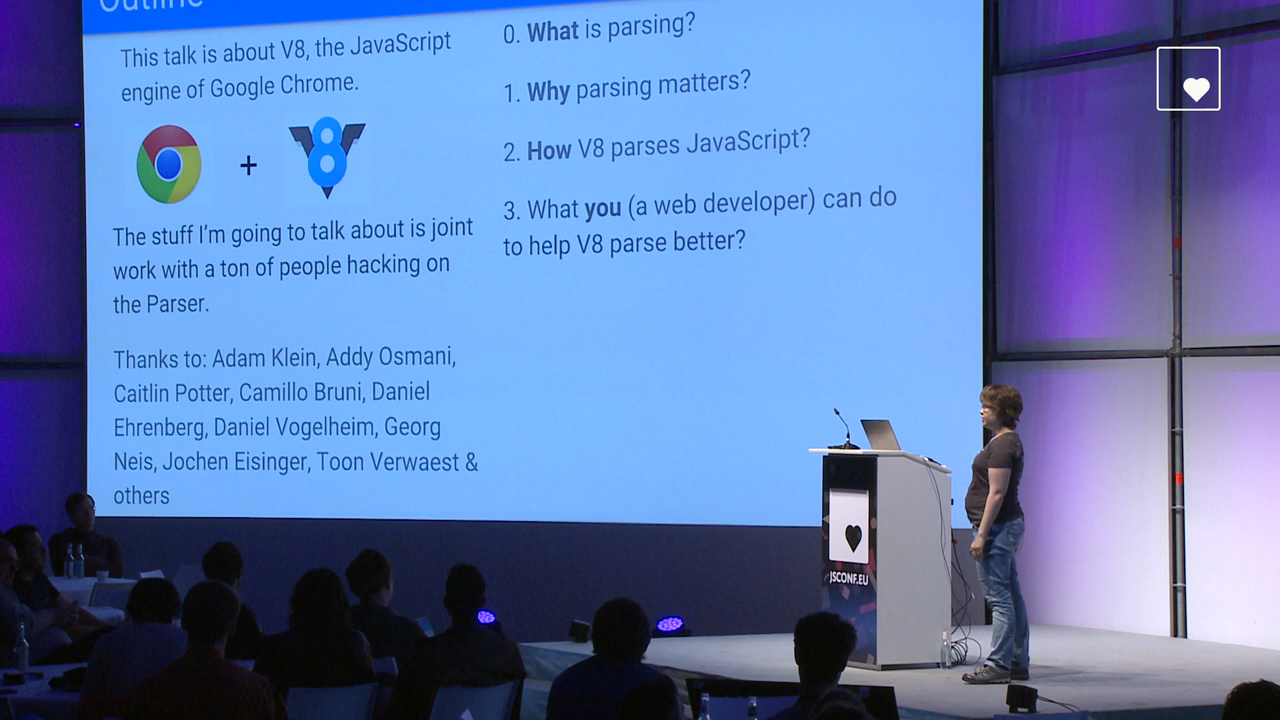 Outline
This talk is about V8, the JavaScript
engine of Google Chrome.
+
8
The stuff I'm going to talk about is joint
work with a ton of people hacking on
the Parser.
Thanks to: Adam Klein, Addy Osmani,
Caitlin Potter, Camillo Bruni, Daniel
Ehrenberg, Daniel Vogelheim, Georg
Neis, Jochen Eisinger, Toon Verwaest &
others
0. What is parsing?
1. Why parsing matters?
2. How V8 parses JavaScript?
3. What you (a web developer) can do
to help V8 parse better?
JSCONF.EU